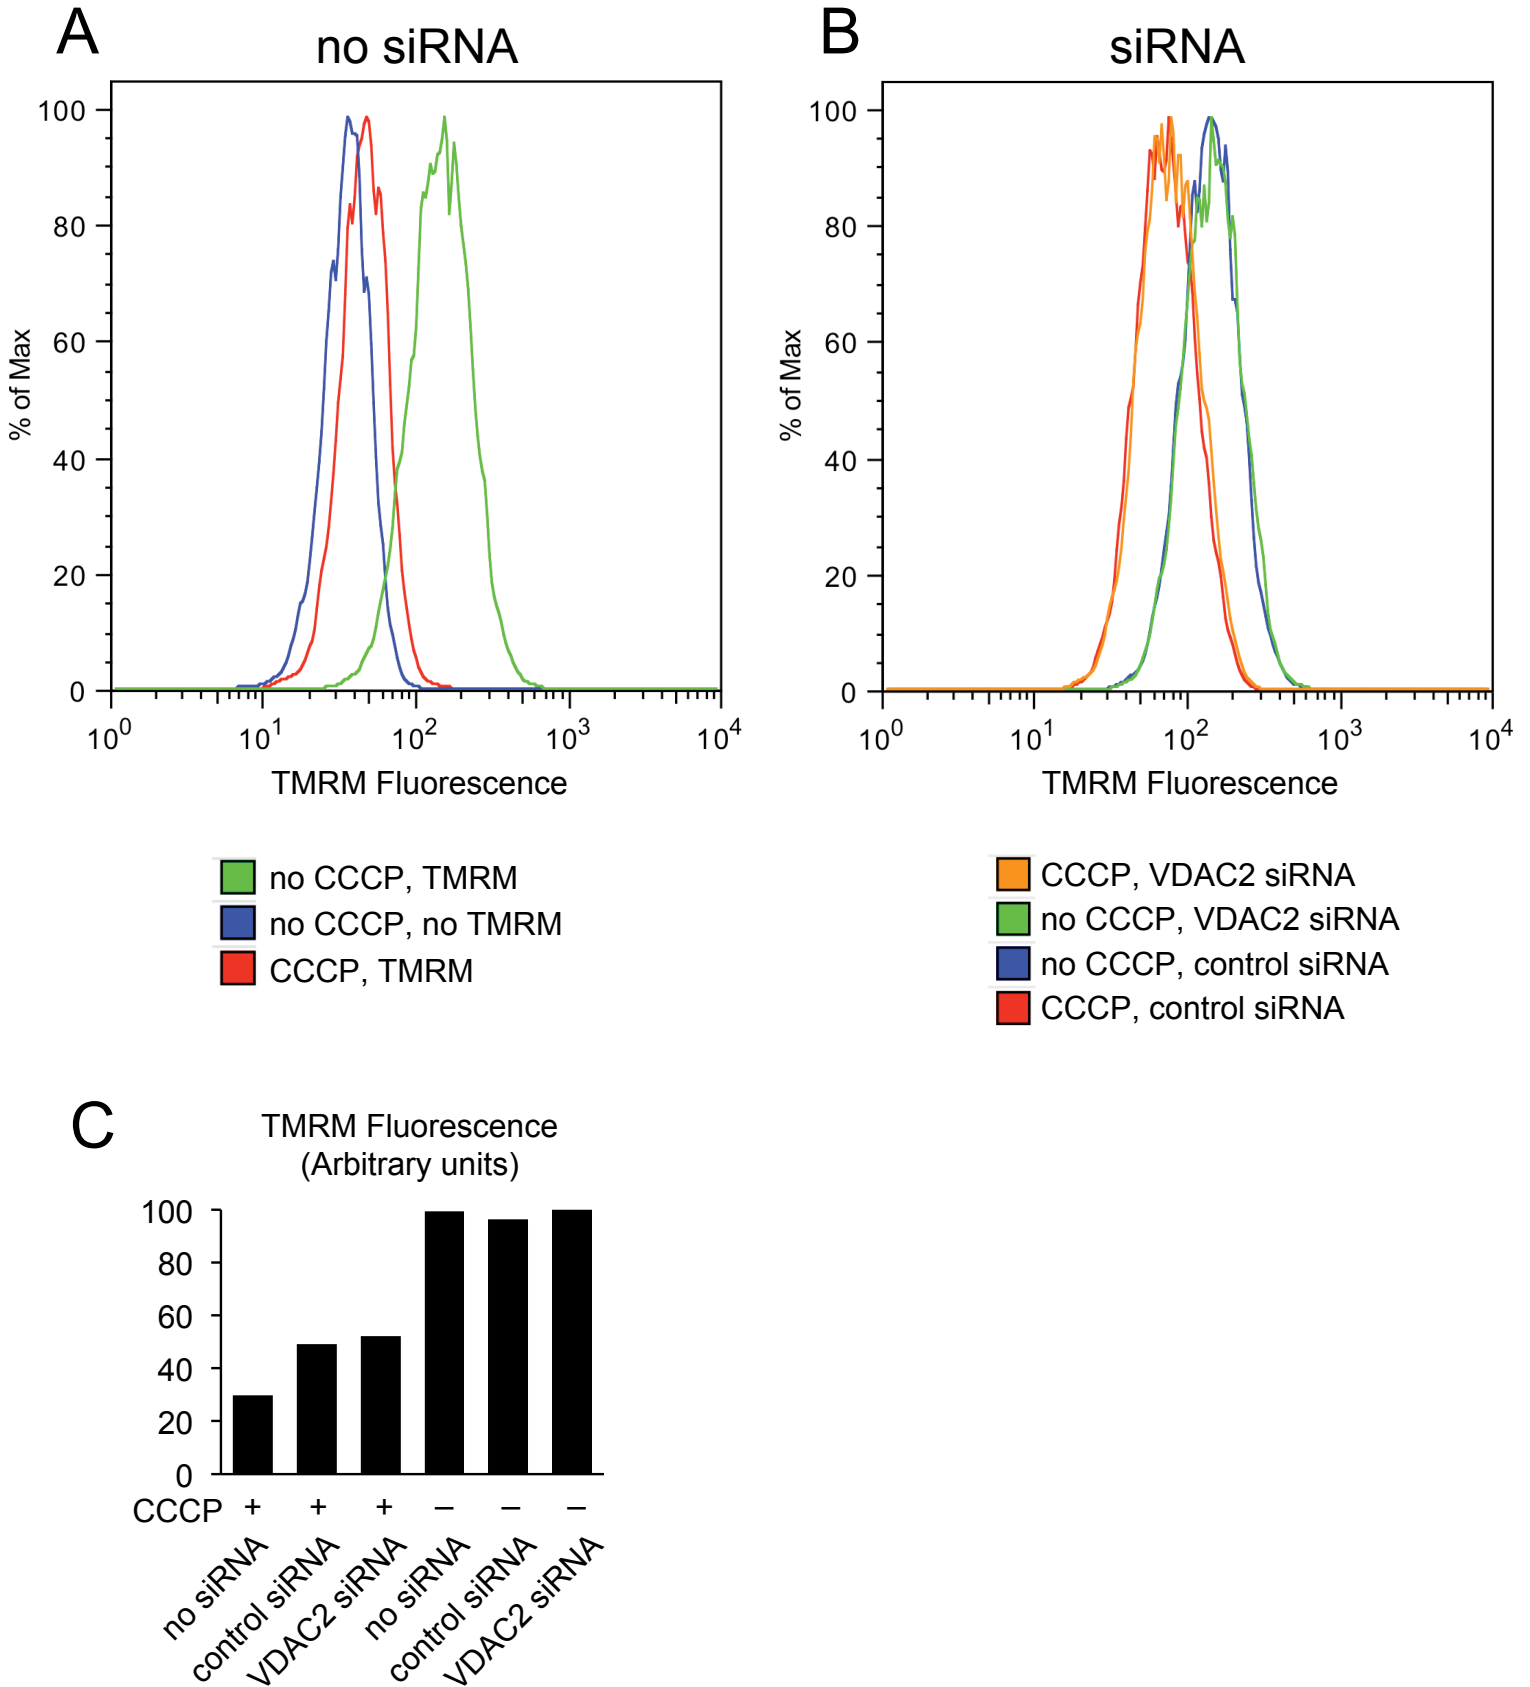 A
no siRNA
100
80
60
40
20
0
% of Max
10^0 10^1 10^2 10^3 10^4
TMRM Fluorescence
no CCCP, TMRM
no CCCP, no TMRM
CCCP, TMRM
B
siRNA
100
80
60
40
20
0
% of Max
10^0 10^1 10^2 10^3 10^4
TMRM Fluorescence
CCCP, VDAC2 siRNA
no CCCP, VDAC2 siRNA
no CCCP, control siRNA
CCCP, control siRNA
C
TMRM Fluorescence
(Arbitrary units)
100
80
60
40
20
0
CCCP + + + – – –
no siRNA
control siRNA
VDAC2 siRNA
no siRNA
control siRNA
VDAC2 siRNA